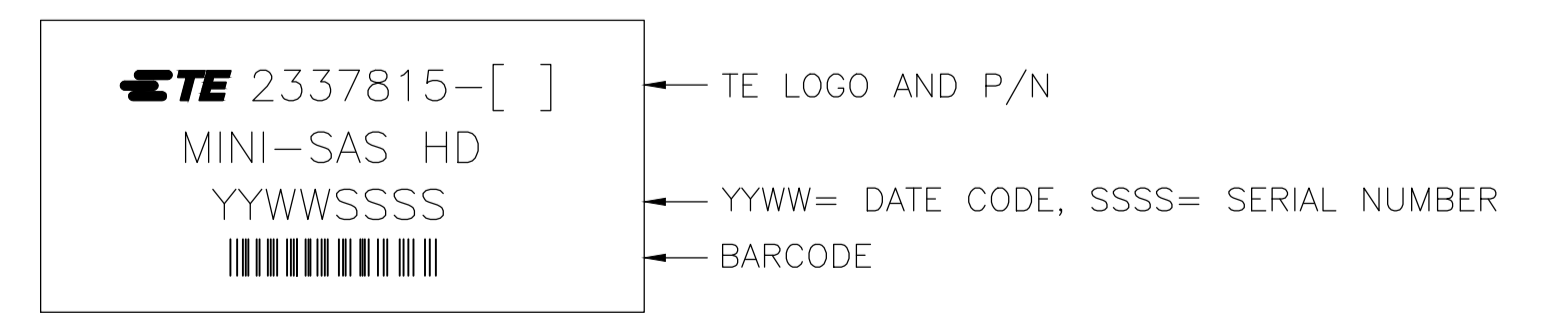 TE 2337815-[ ] TE LOGO AND P/N
MINI-SAS HD
YYWWSSSS YYWW= DATE CODE, SSSS= SERIAL NUMBER
BARCODE